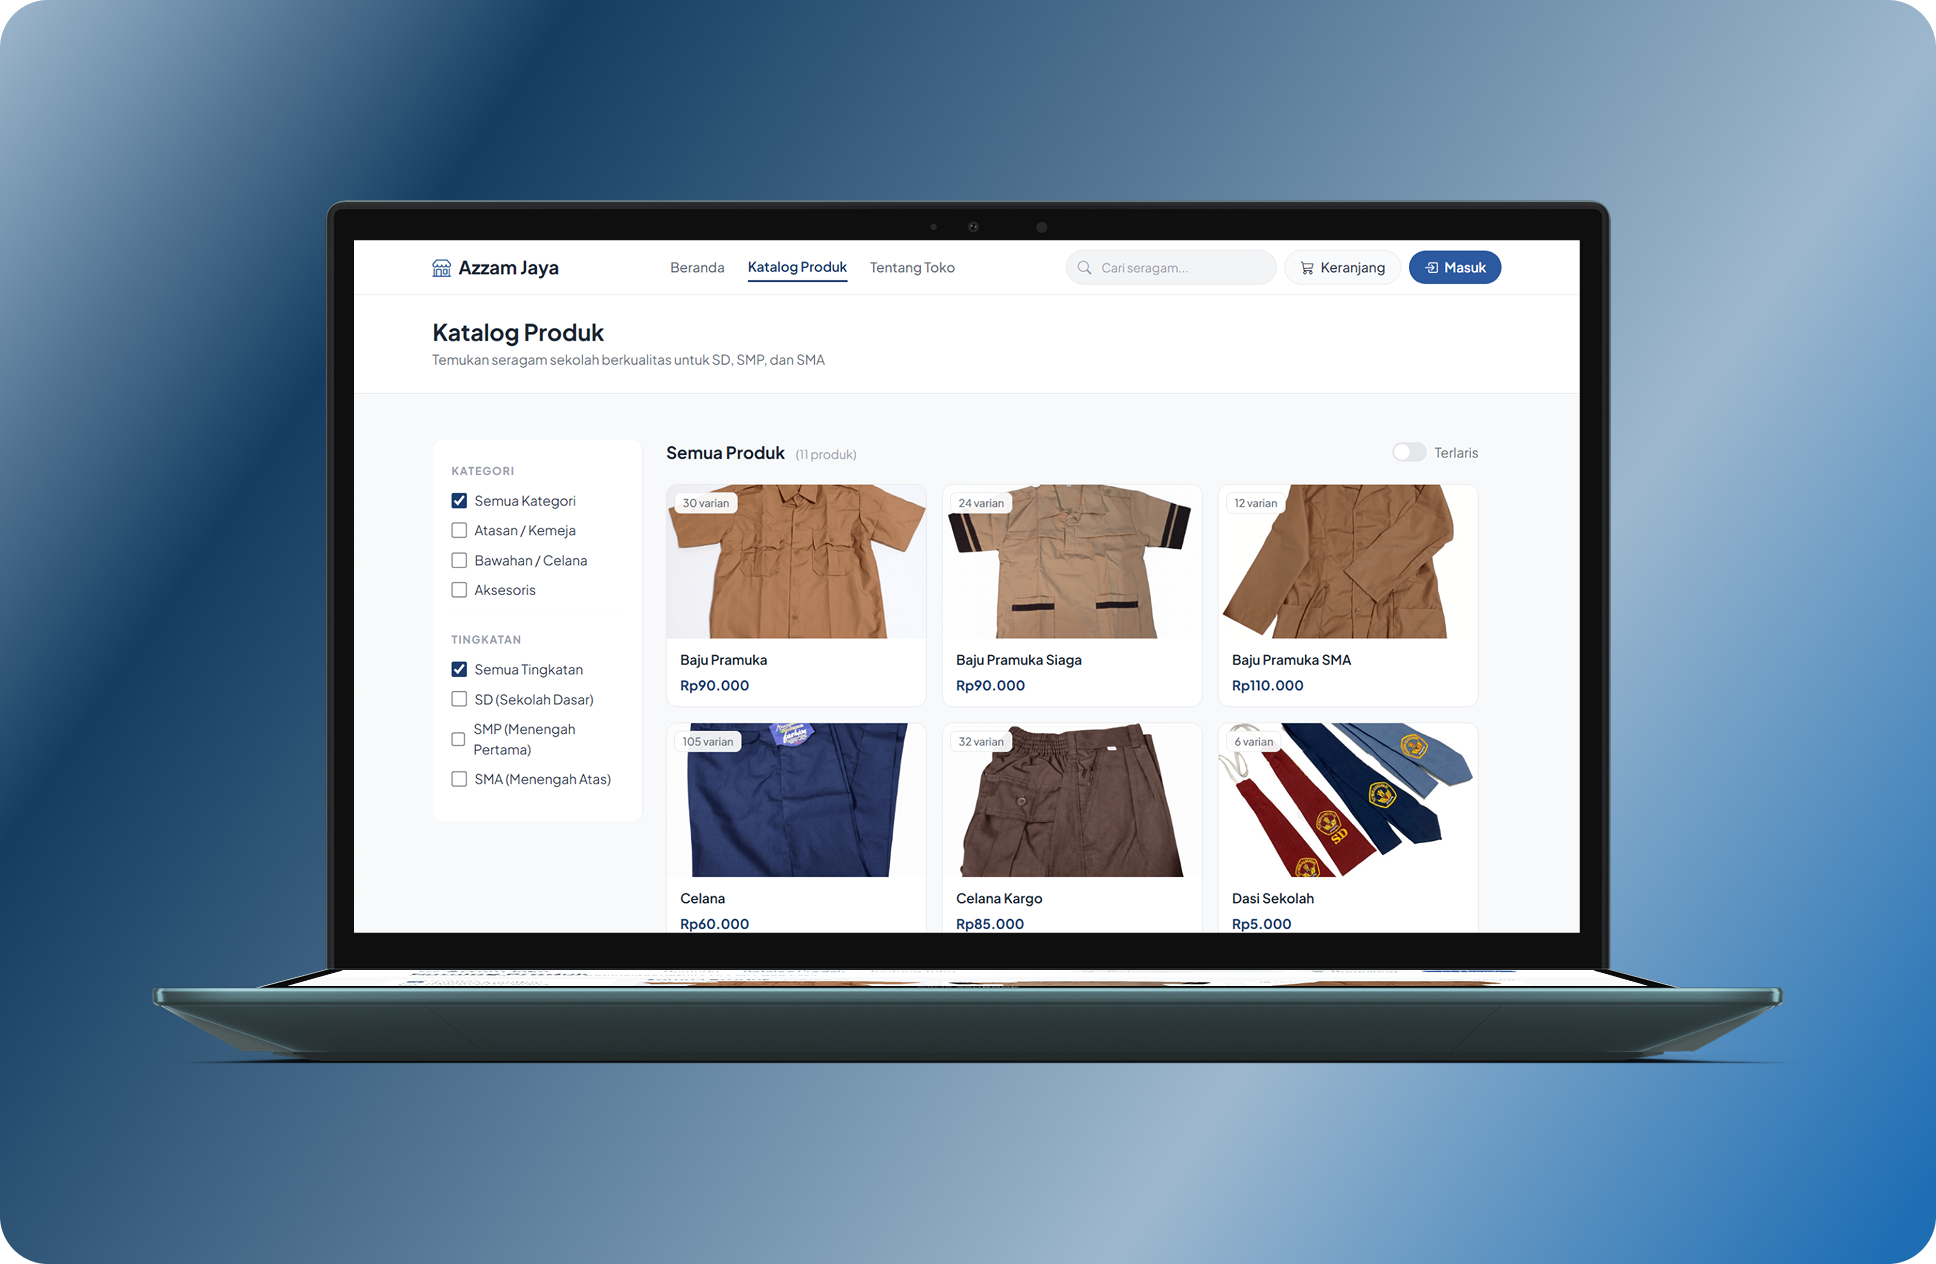 Azzam Jaya
Beranda
Katalog Produk
Tentang Toko
Cari seragam...
Keranjang
Masuk
Katalog Produk
Temukan seragam sekolah berkualitas untuk SD, SMP, dan SMA
KATEGORI
Semua Kategori
Atasan / Kemeja
Bawahan / Celana
Aksesoris
TINGKATAN
Semua Tingkatan
SD (Sekolah Dasar)
SMP (Menengah
Pertama)
SMA (Menengah Atas)
Semua Produk (11 produk)
Terlaris
30 varian
Baju Pramuka
Rp90.000
24 varian
Baju Pramuka Siaga
Rp90.000
12 varian
Baju Pramuka SMA
Rp110.000
105 varian
fashion
Celana
Rp60.000
32 varian
Celana Kargo
Rp85.000
6 varian
SD
Dasi Sekolah
Rp5.000